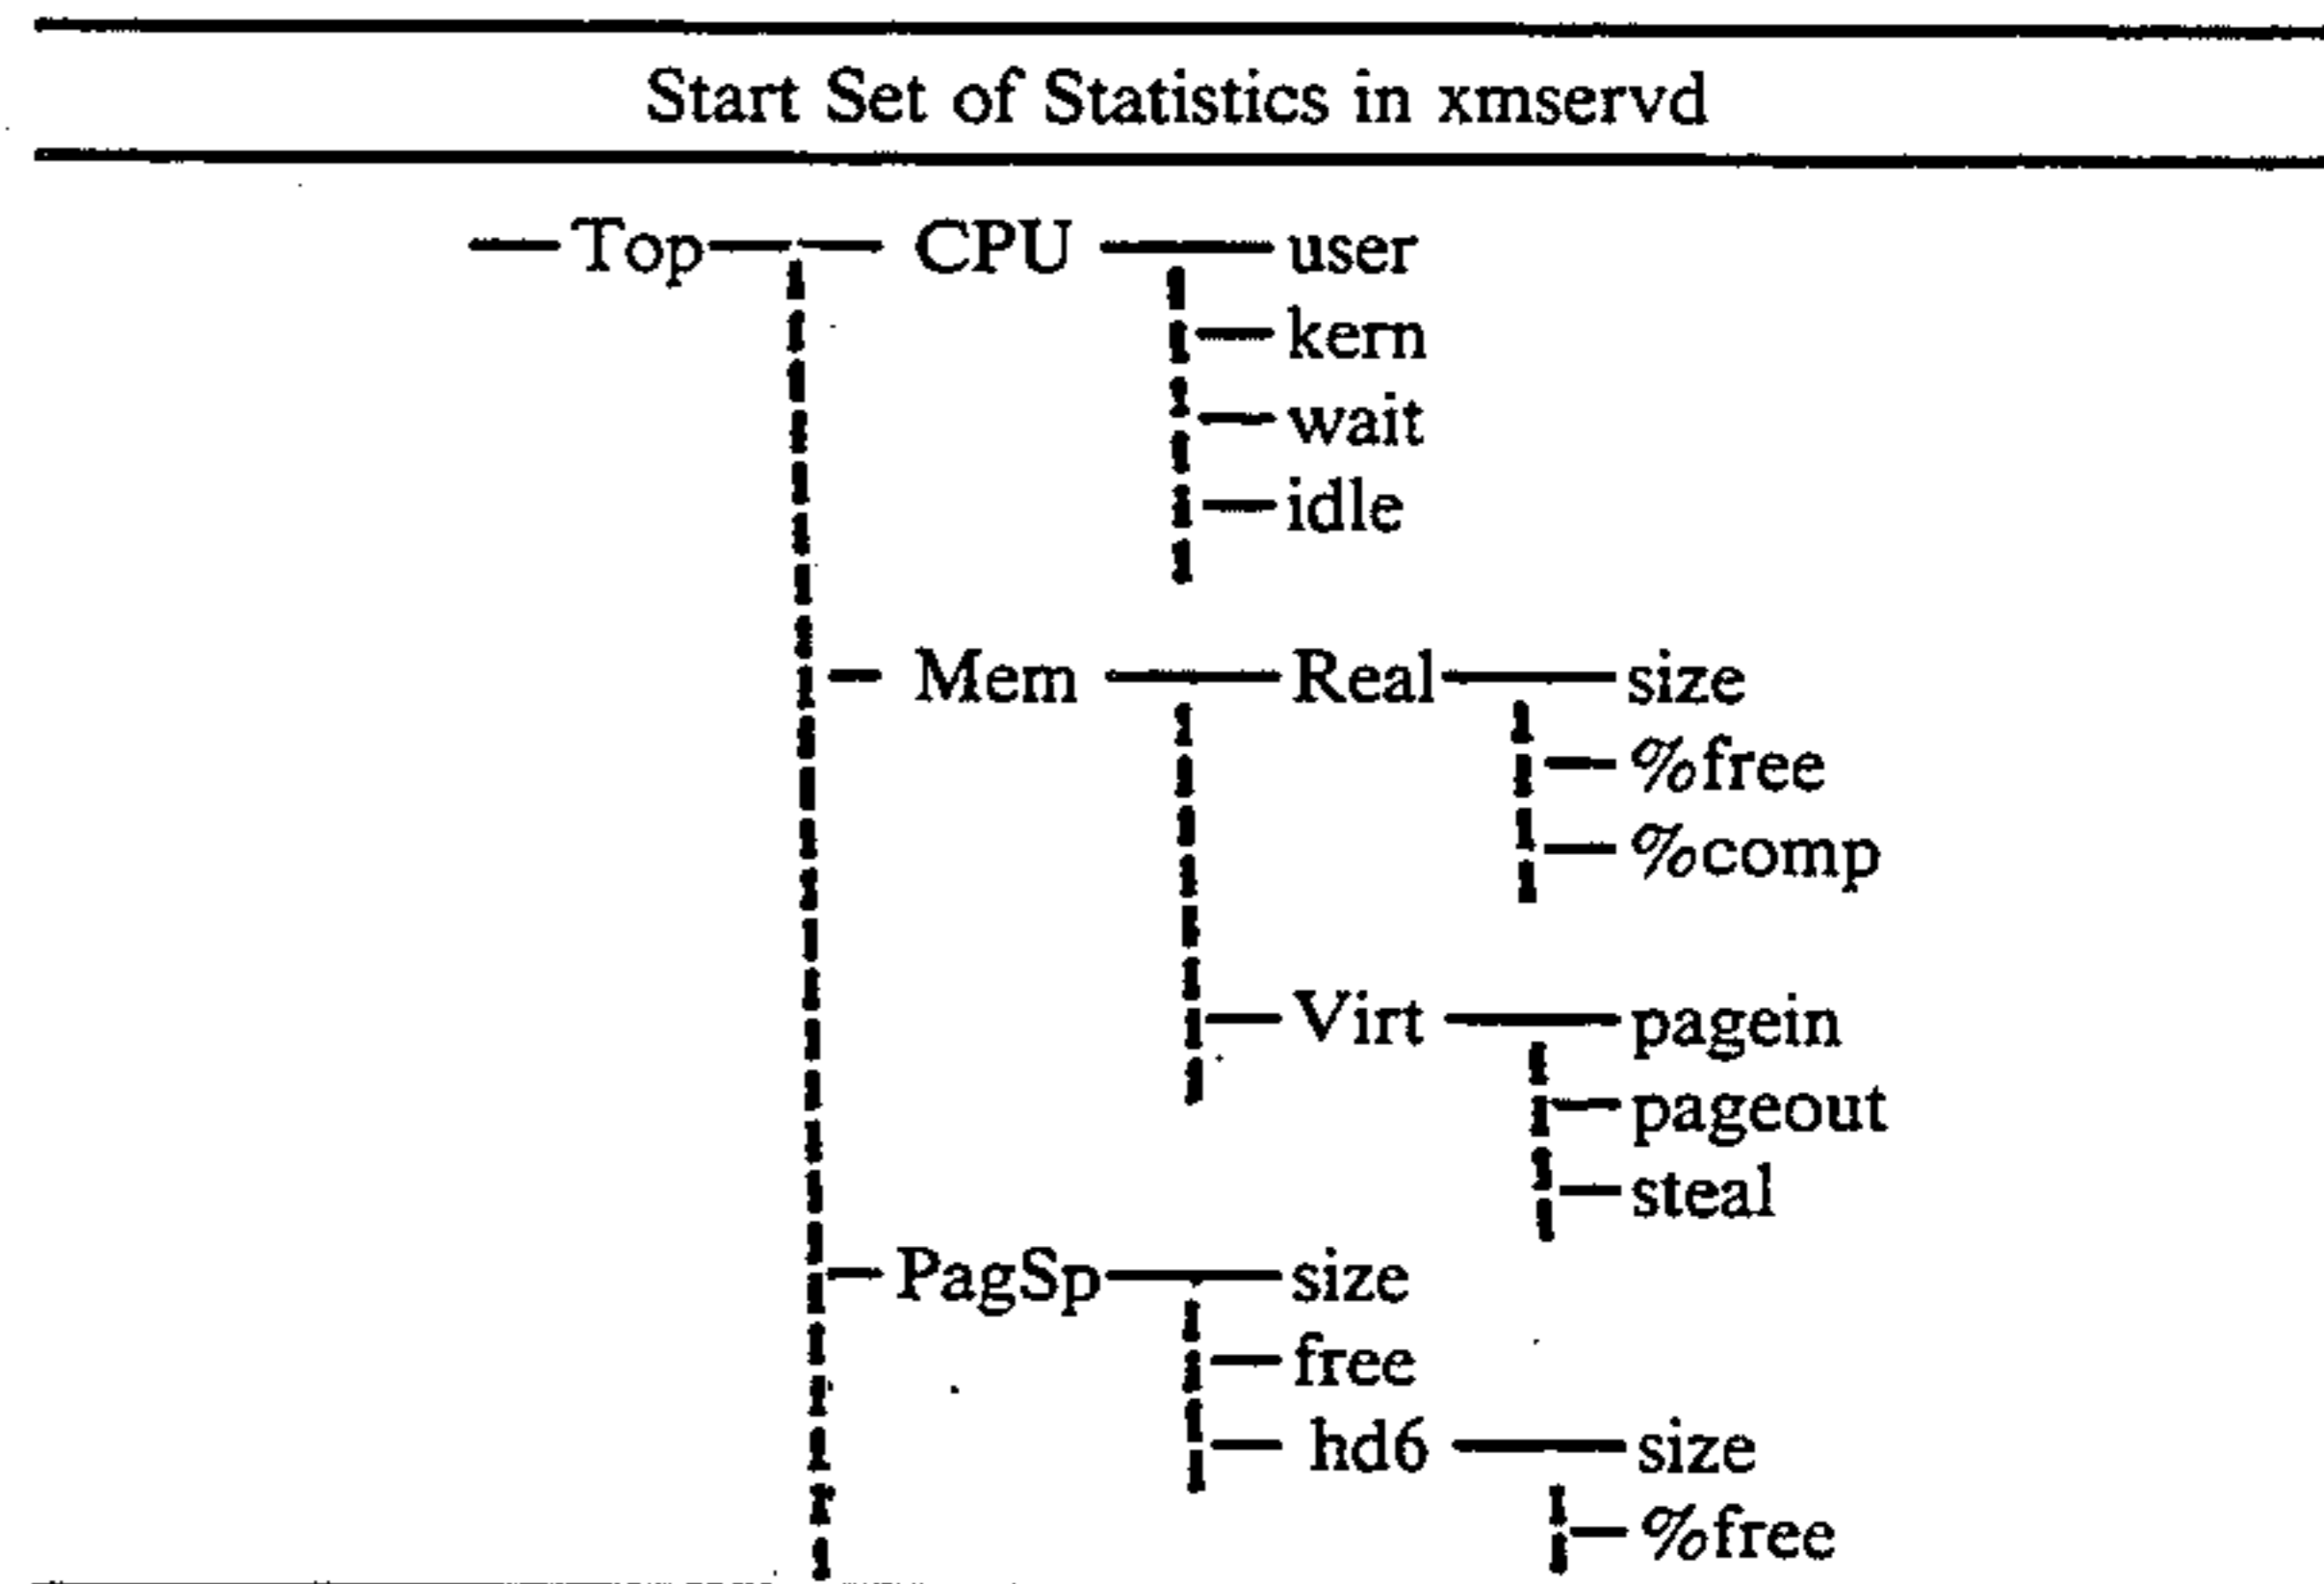 Start Set of Statistics in xmservd
Top CPU user
kern
wait
idle
Mem Real size
%free
%comp
Virt pagein
pageout
steal
PagSp size
free
hd6 size
%free